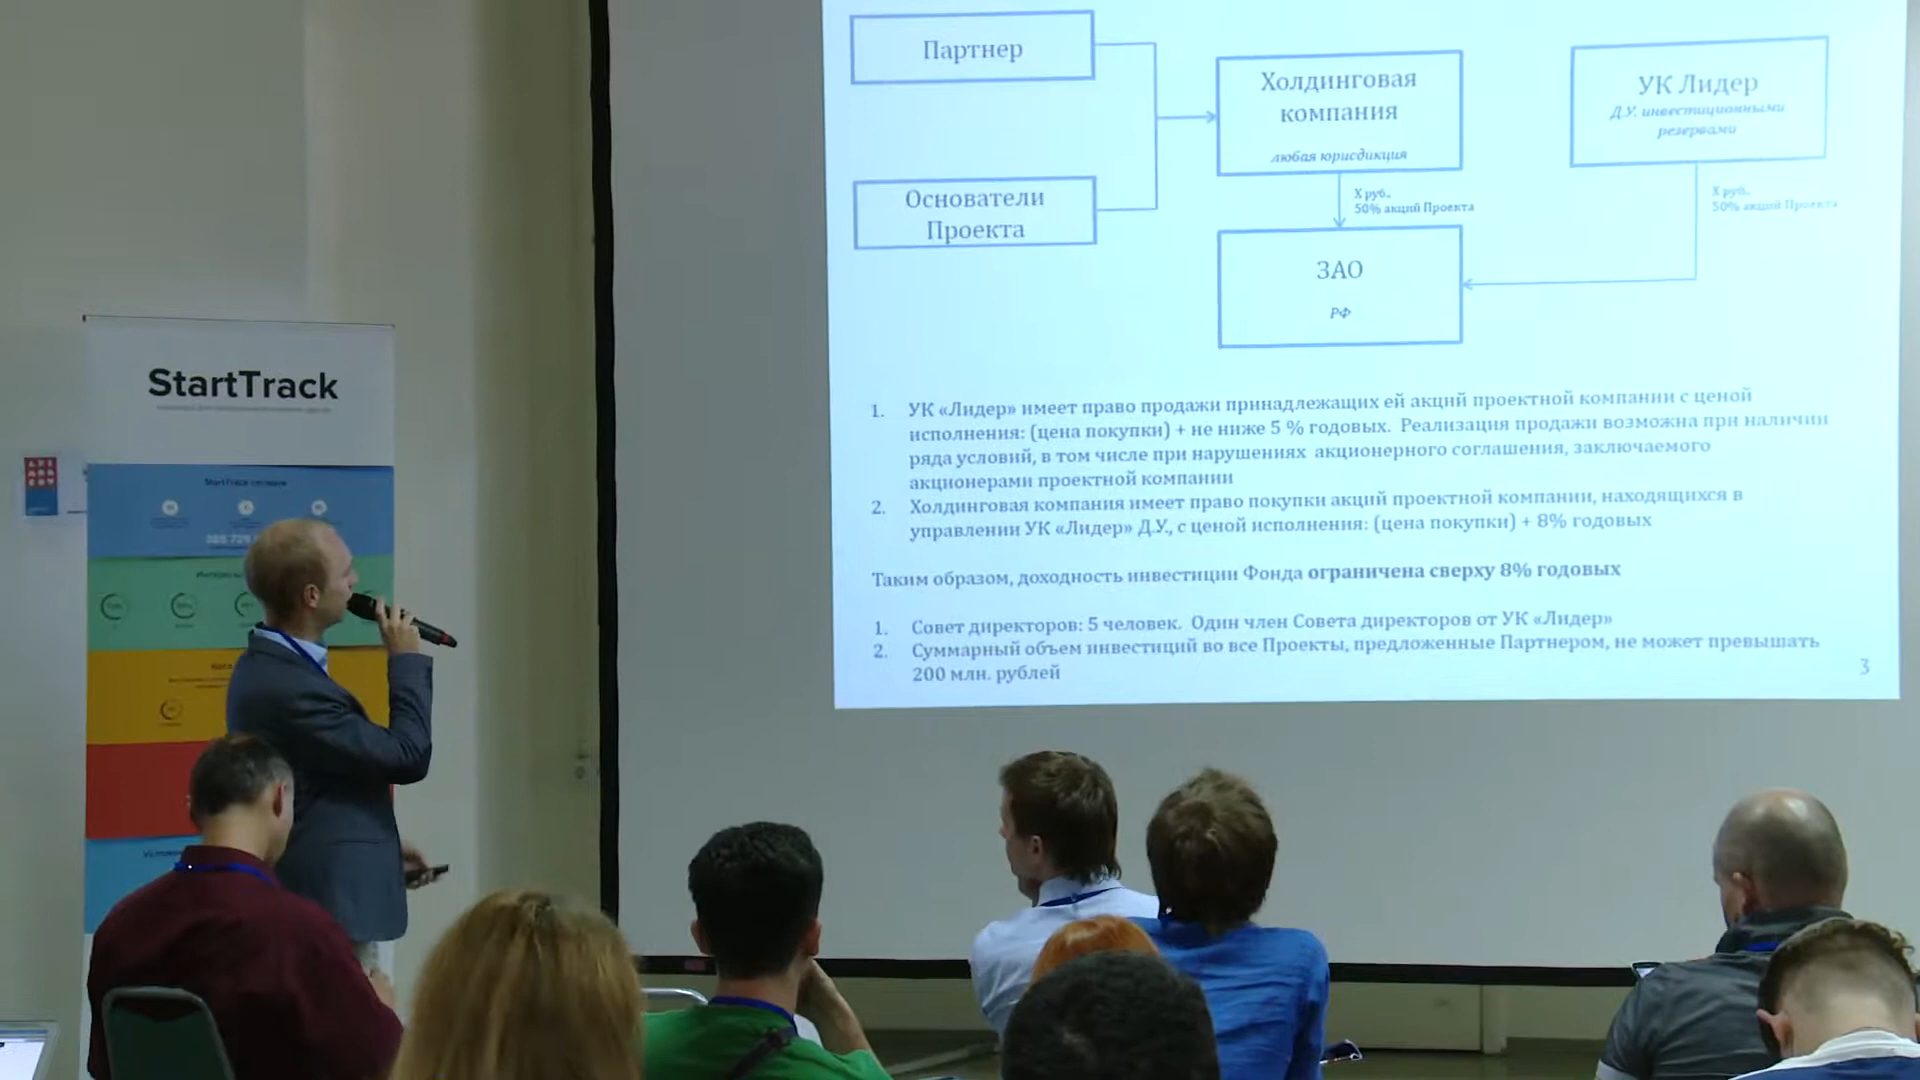 Партнер
Основатели
Проекта
Холдинговая
компания
любая юрисдикция
УК Лидер
Д.У. инвестиционными
резервами
Х руб.,
50% акций Проекта
Х руб.,
50% акций Проекта
ЗАО
РФ
1. УК «Лидер» имеет право продажи принадлежащих ей акций проектной компании с ценой
исполнения: (цена покупки) + не ниже 5 % годовых. Реализация продажи возможна при наличии
ряда условий, в том числе при нарушениях акционерного соглашения, заключаемого
акционерами проектной компании
2. Холдинговая компания имеет право покупки акций проектной компании, находящихся в
управлении УК «Лидер» Д.У., с ценой исполнения: (цена покупки) + 8% годовых
Таким образом, доходность инвестиции Фонда ограничена сверху 8% годовых
1. Совет директоров: 5 человек. Один член Совета директоров от УК «Лидер»
2. Суммарный объем инвестиций во все Проекты, предложенные Партнером, не может превышать
200 млн. рублей
3
StartTrack
StartTrack сегодня